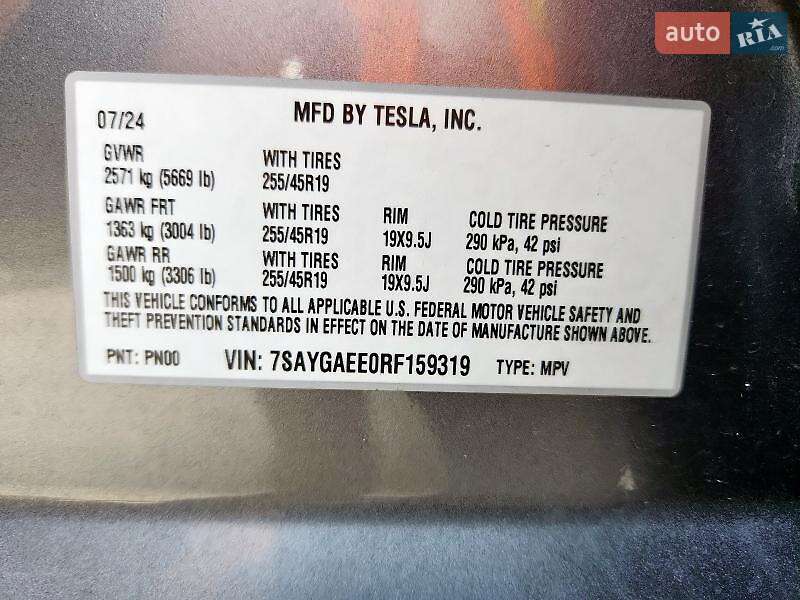 auto RIA.com
07/24 MFD BY TESLA, INC.
GVWR WITH TIRES
2571 kg (5669 lb) 255/45R19
GAWR FRT WITH TIRES RIM COLD TIRE PRESSURE
1363 kg (3004 lb) 255/45R19 19X9.5J 290 kPa, 42 psi
GAWR RR WITH TIRES RIM COLD TIRE PRESSURE
1500 kg (3306 lb) 255/45R19 19X9.5J 290 kPa, 42 psi
THIS VEHICLE CONFORMS TO ALL APPLICABLE U.S. FEDERAL MOTOR VEHICLE SAFETY AND
THEFT PREVENTION STANDARDS IN EFFECT ON THE DATE OF MANUFACTURE SHOWN ABOVE.
PNT: PN00 VIN: 7SAYGAEE0RF159319 TYPE: MPV